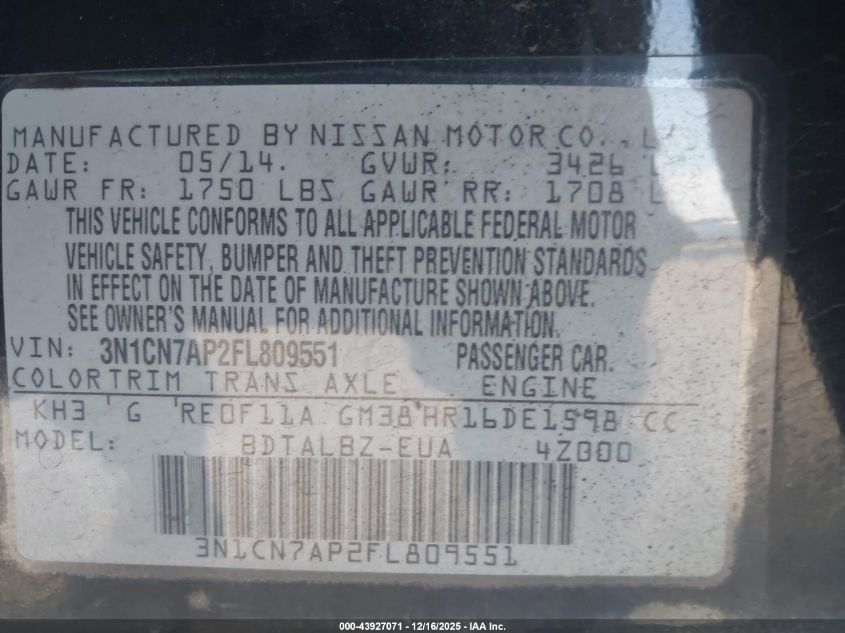 MANUFACTURED BY NISSAN MOTOR CO.,
DATE: 05/14. GVWR: 3426
GAWR FR: 1750 LBS GAWR RR: 1708 L
THIS VEHICLE CONFORMS TO ALL APPLICABLE FEDERAL MOTOR
VEHICLE SAFETY, BUMPER AND THEFT PREVENTION STANDARDS
IN EFFECT ON THE DATE OF MANUFACTURE SHOWN ABOVE.
SEE OWNER'S MANUAL FOR ADDITIONAL INFORMATION.
VIN: 3N1CN7AP2FL809551 PASSENGER CAR.
COLORTRIM TRANS AXLE ENGINE
KH3 G RE0F11A GM38 HR16DE1598 CC
MODEL: BDTALBZ-EUA 4Z000
3N1CN7AP2FL809551
000-43927071 - 12/16/2025 - IAA Inc.